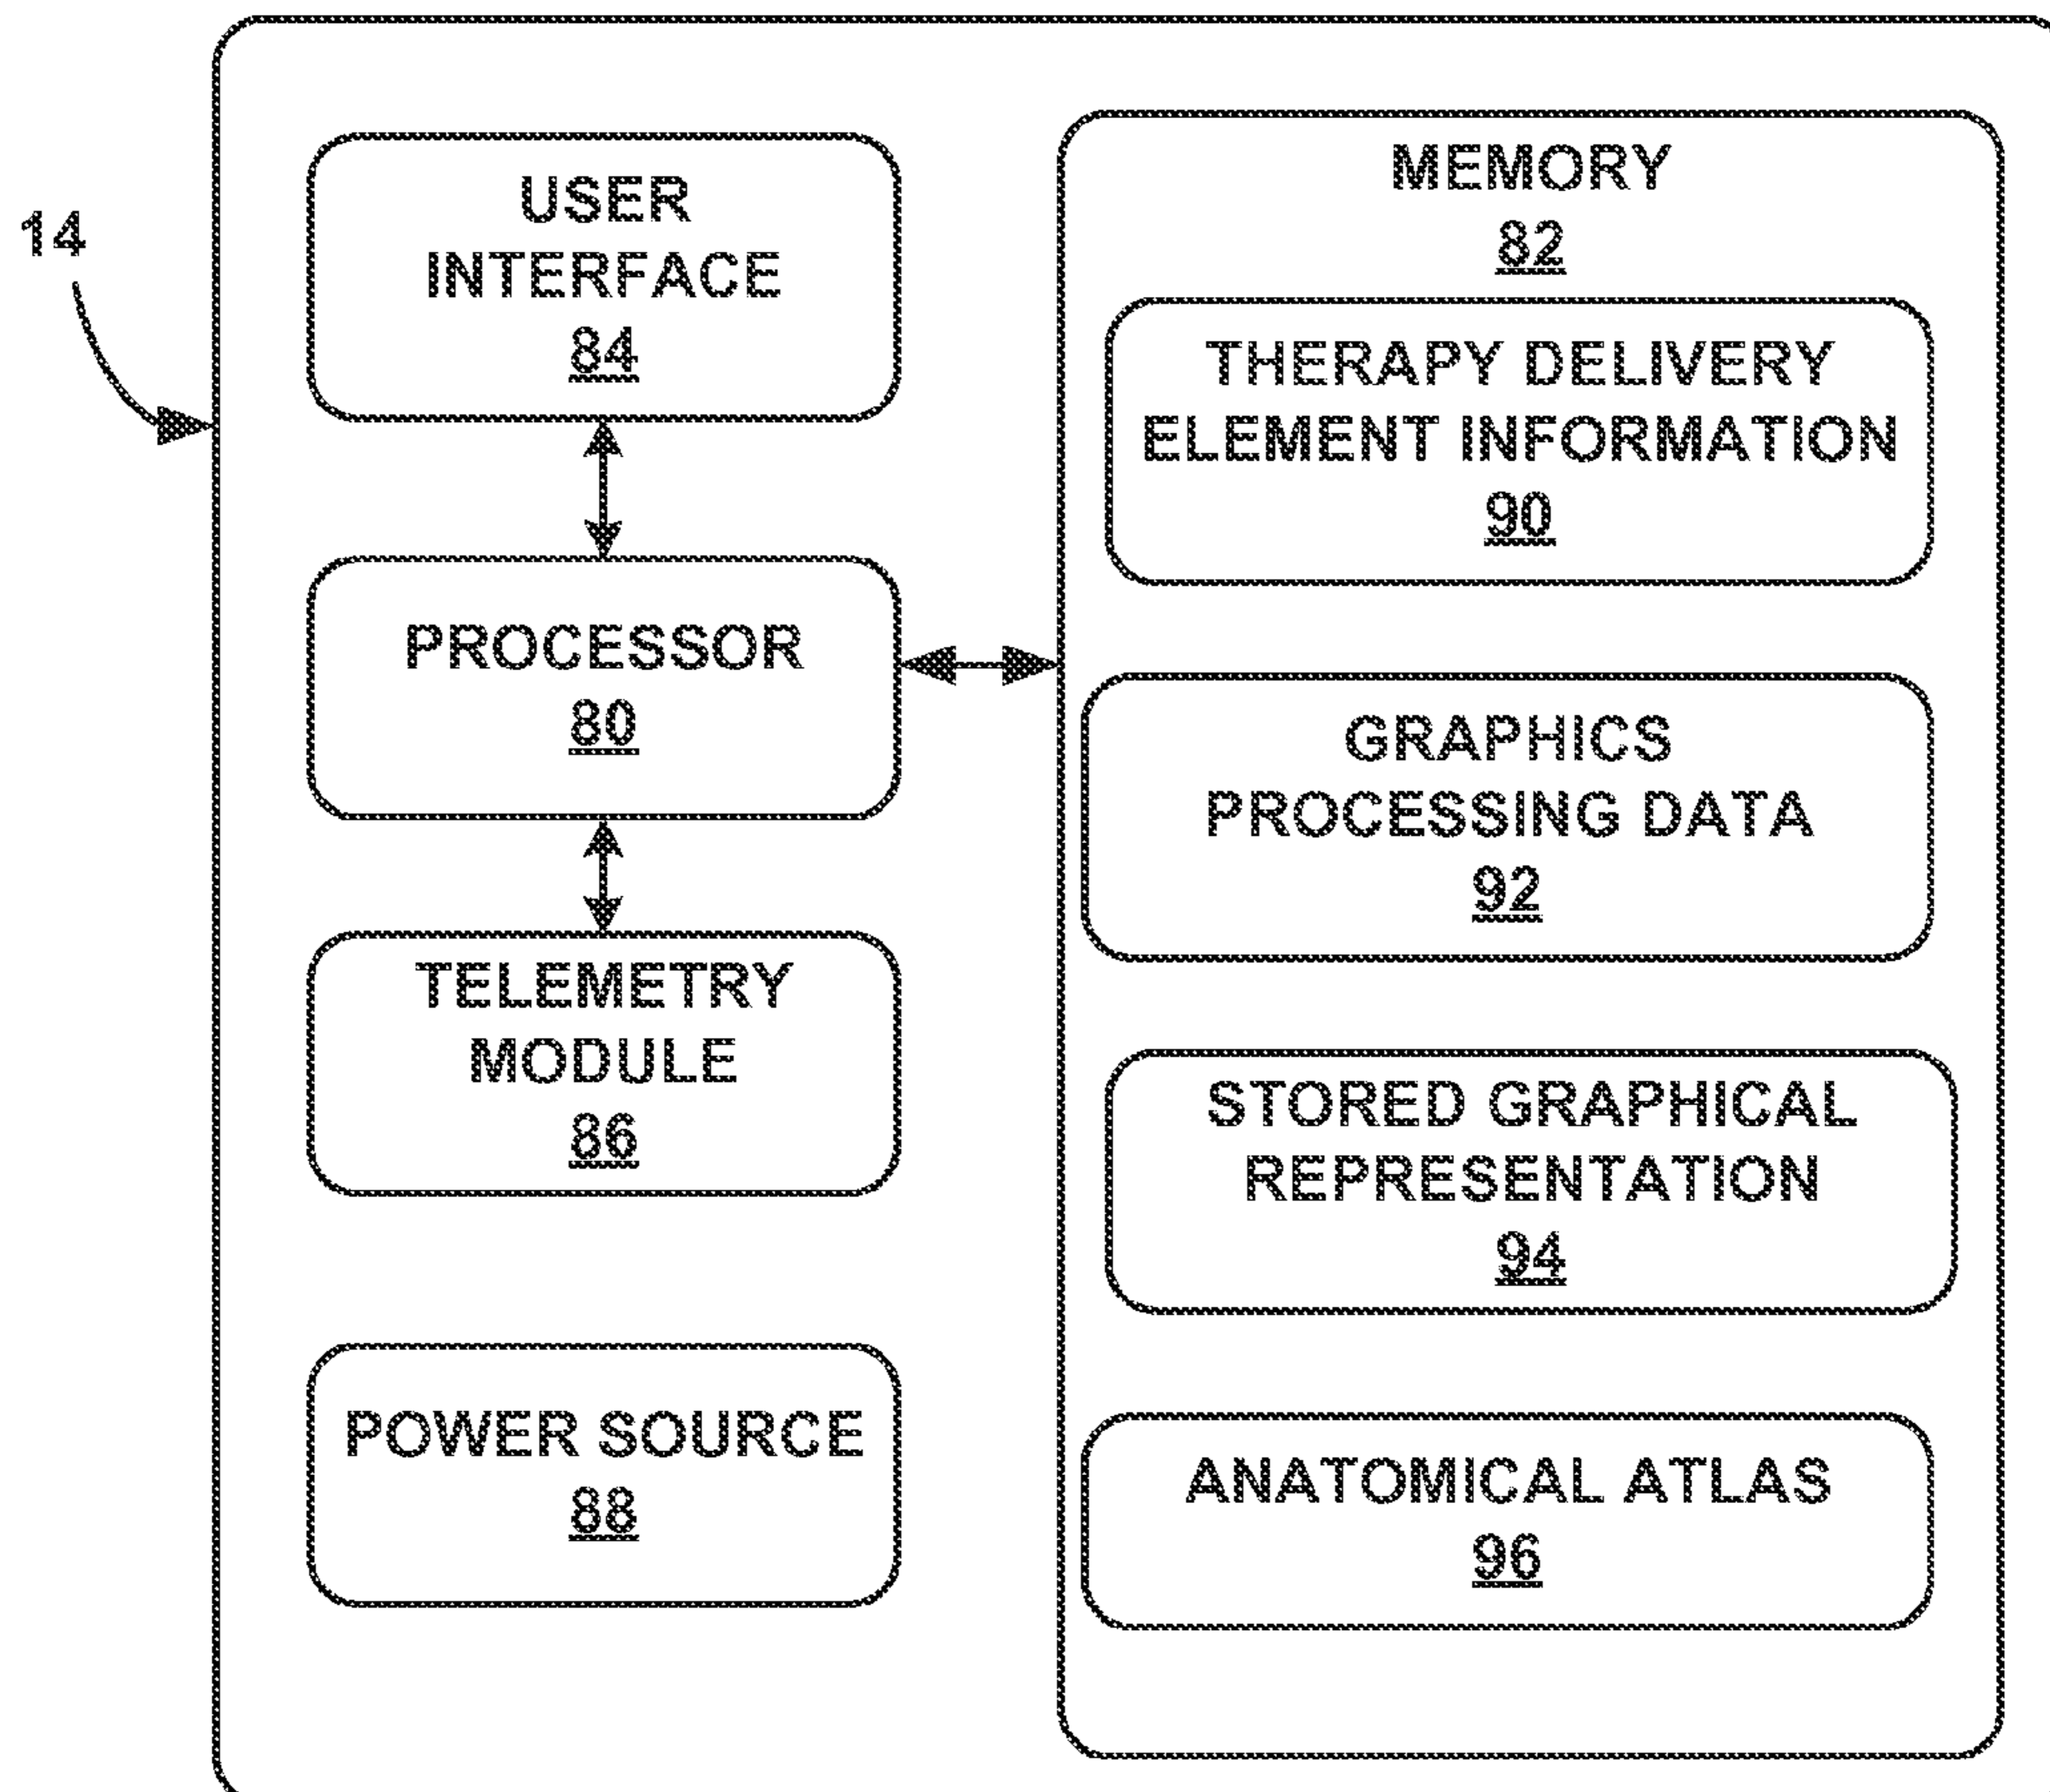 14
USER
INTERFACE
84
PROCESSOR
80
TELEMETRY
MODULE
86
POWER SOURCE
88
MEMORY
82
THERAPY DELIVERY
ELEMENT INFORMATION
90
GRAPHICS
PROCESSING DATA
92
STORED GRAPHICAL
REPRESENTATION
94
ANATOMICAL ATLAS
96